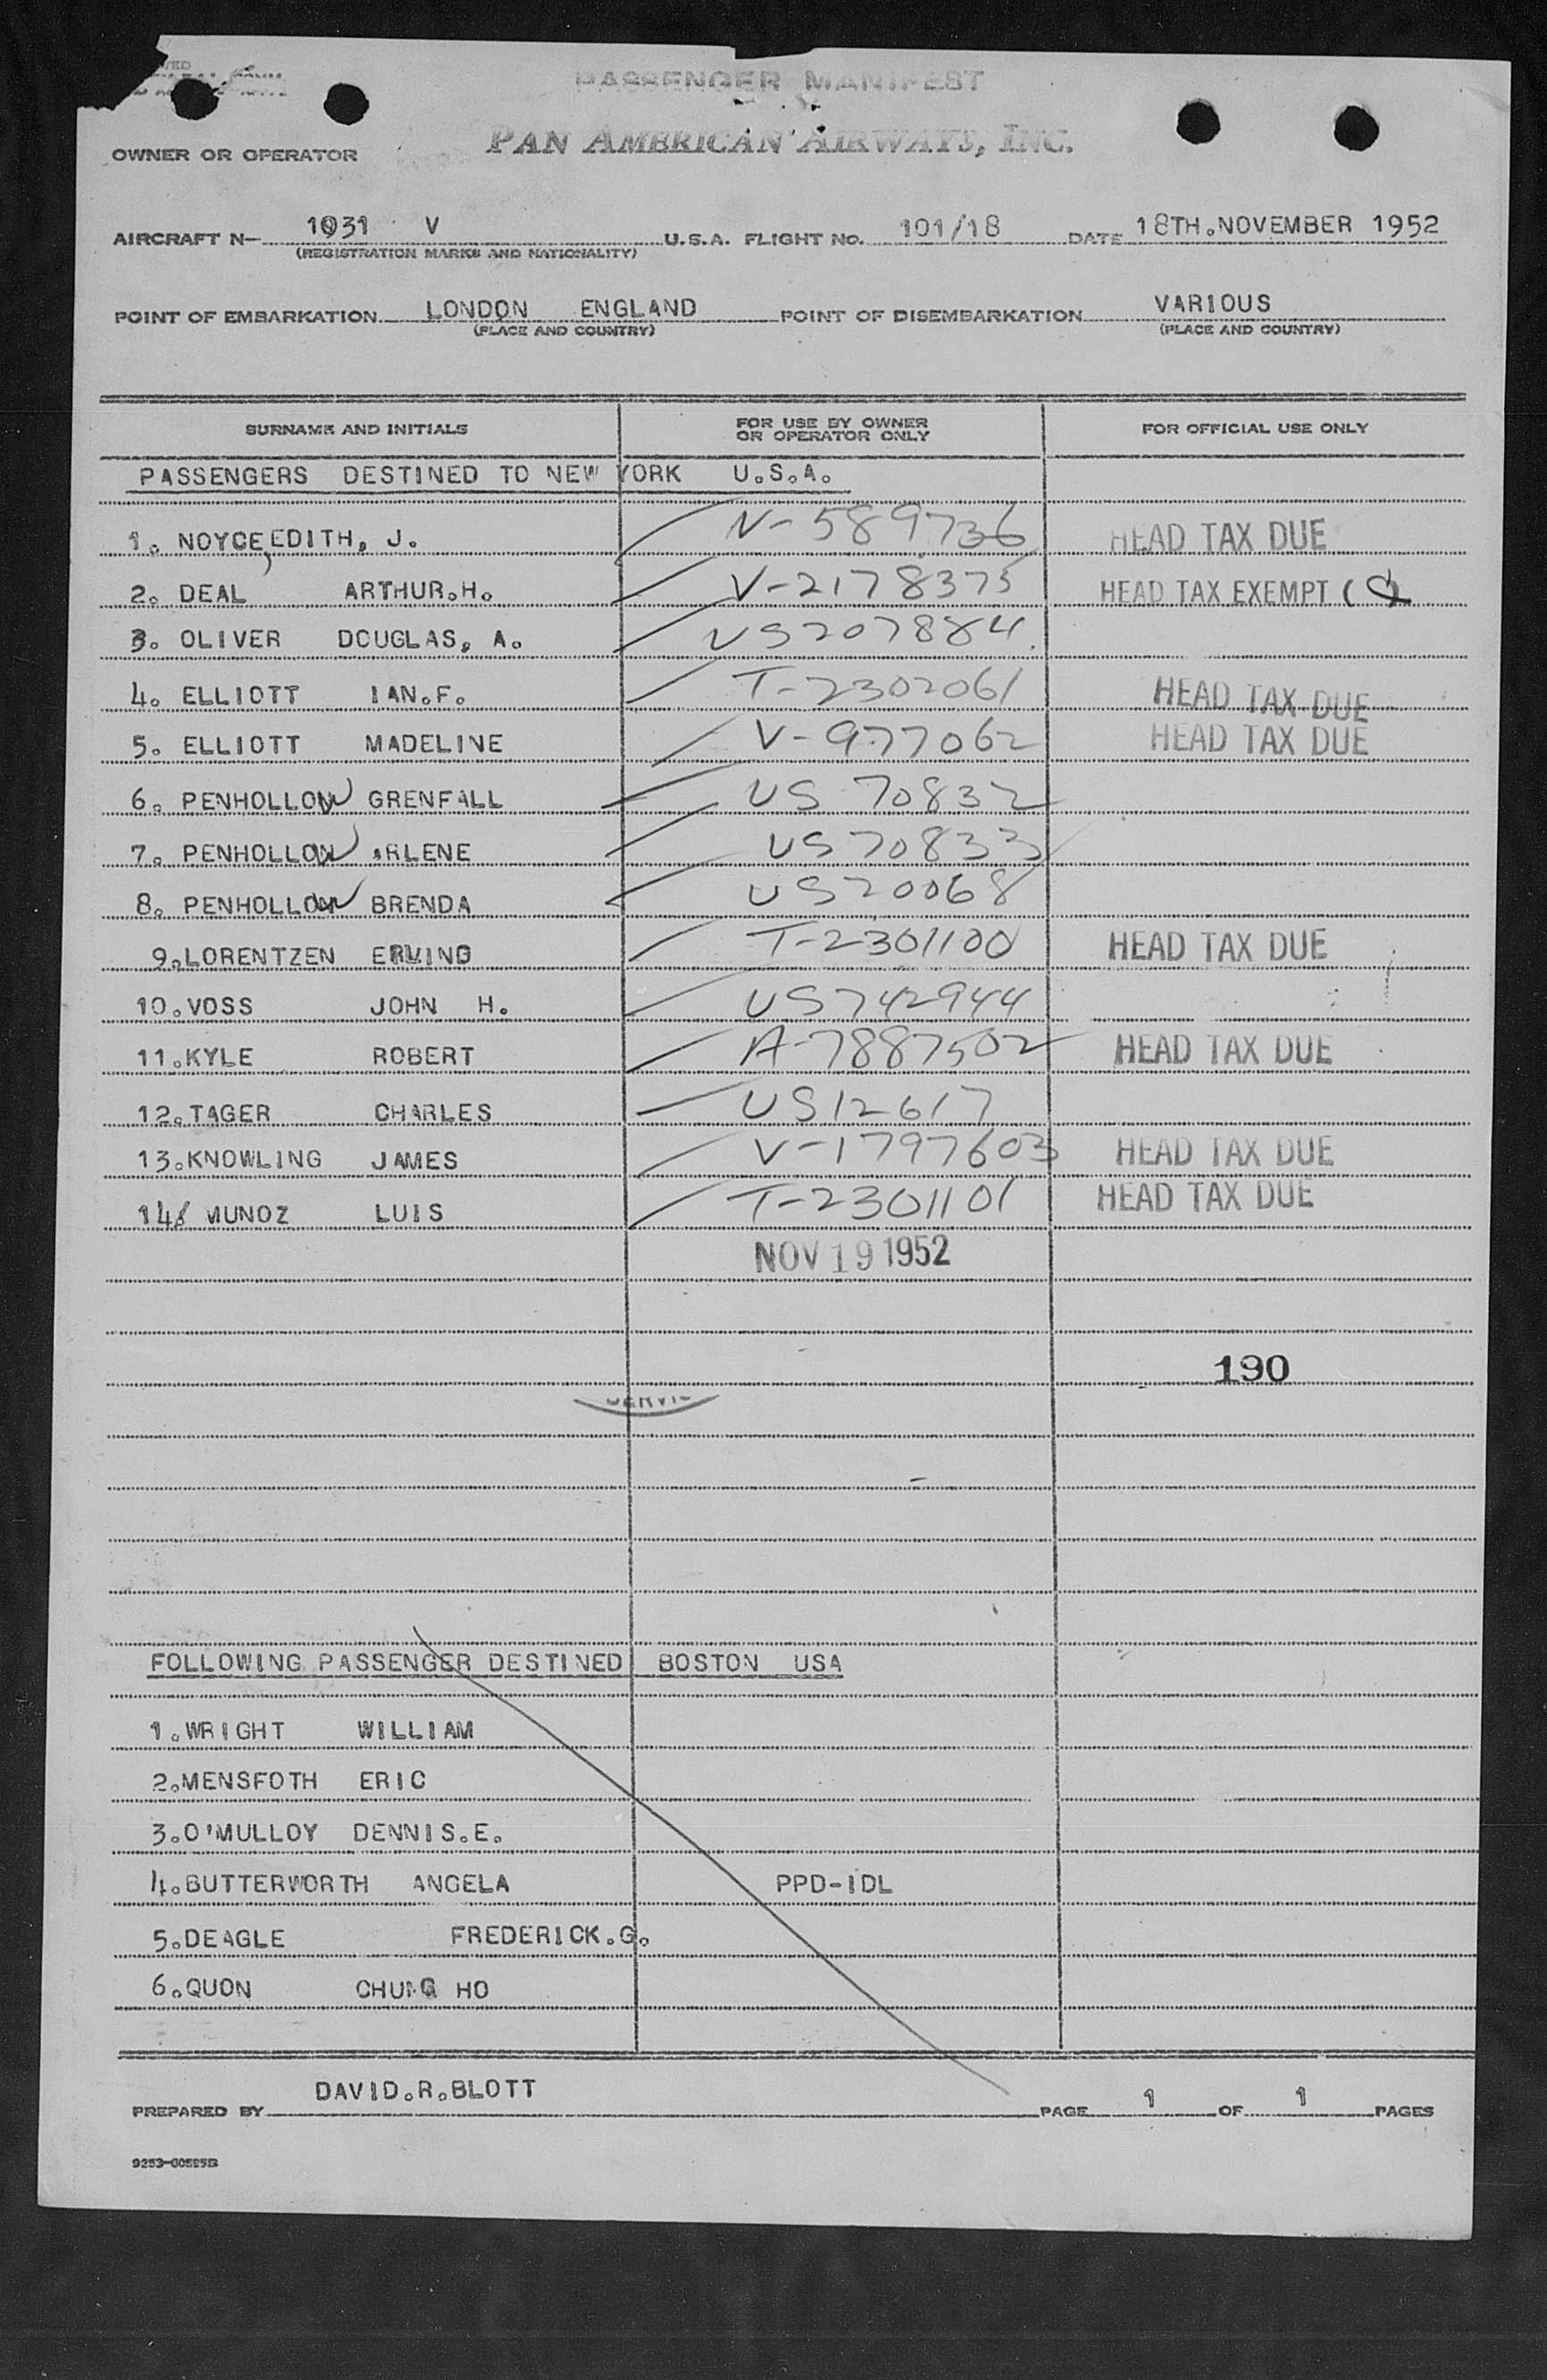 PASSENGER MANIFEST
PAN AMERICAN AIRWAYS, INC.
OWNER OR OPERATOR
AIRCRAFT N- 1031 V U.S.A. FLIGHT NO. 101/18 DATE 18TH.NOVEMBER 1952
(REGISTRATION MARKS AND NATIONALITY)
POINT OF EMBARKATION LONDON ENGLAND POINT OF DISEMBARKATION VARIOUS
(PLACE AND COUNTRY) (PLACE AND COUNTRY)
SURNAME AND INITIALS FOR USE BY OWNER OR OPERATOR ONLY FOR OFFICIAL USE ONLY
PASSENGERS DESTINED TO NEW YORK U.S.A.
1. NOYCE, EDITH, J. N-589736 HEAD TAX DUE
2. DEAL ARTHUR.H. V-2178375 HEAD TAX EXEMPT (
3. OLIVER DOUGLAS, A. US207884
4. ELLIOTT IAN.F. T-2302061 HEAD TAX DUE
5. ELLIOTT MADELINE V-977062 HEAD TAX DUE
6. PENHOLLOW GRENFALL US 70832
7. PENHOLLOW ARLENE US 70833
8. PENHOLLOW BRENDA US20068
9.LORENTZEN ERVING T-2301100 HEAD TAX DUE
10.VOSS JOHN H. US742944
11.KYLE ROBERT A-7887502 HEAD TAX DUE
12.TAGER CHARLES US12617
13.KNOWLING JAMES V-1797603 HEAD TAX DUE
14. MUNOZ LUIS T-2301101 HEAD TAX DUE
NOV 19 1952
190
FOLLOWING PASSENGER DESTINED BOSTON USA
1.WRIGHT WILLIAM
2.MENSFOTH ERIC
3.O'MULLOY DENNIS.E.
4.BUTTERWORTH ANGELA PPD-IDL
5.DEAGLE FREDERICK.G.
6.QUON CHUNG HO
DAVID.R.BLOTT
PREPARED BY PAGE 1 OF 1 PAGES